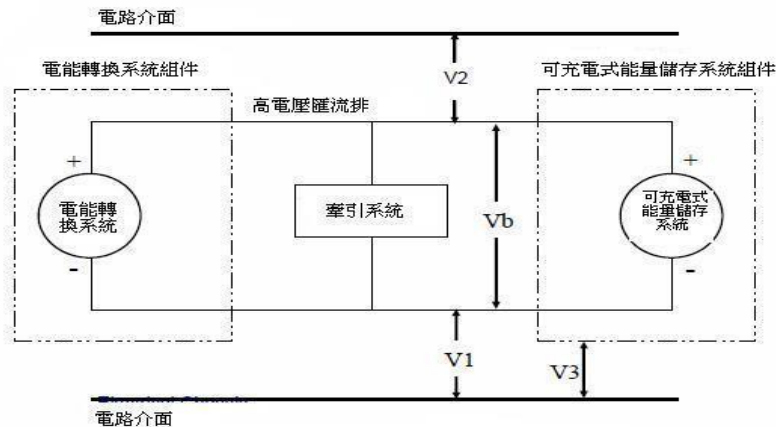 電路介面
電能轉換系統組件
V2
可充電式能量儲存系統組件
高電壓匯流排
+
+
電能轉
換系統
牽引系統
Vb
可充電式
能量儲存
系統
-
-
V1
V3
電路介面